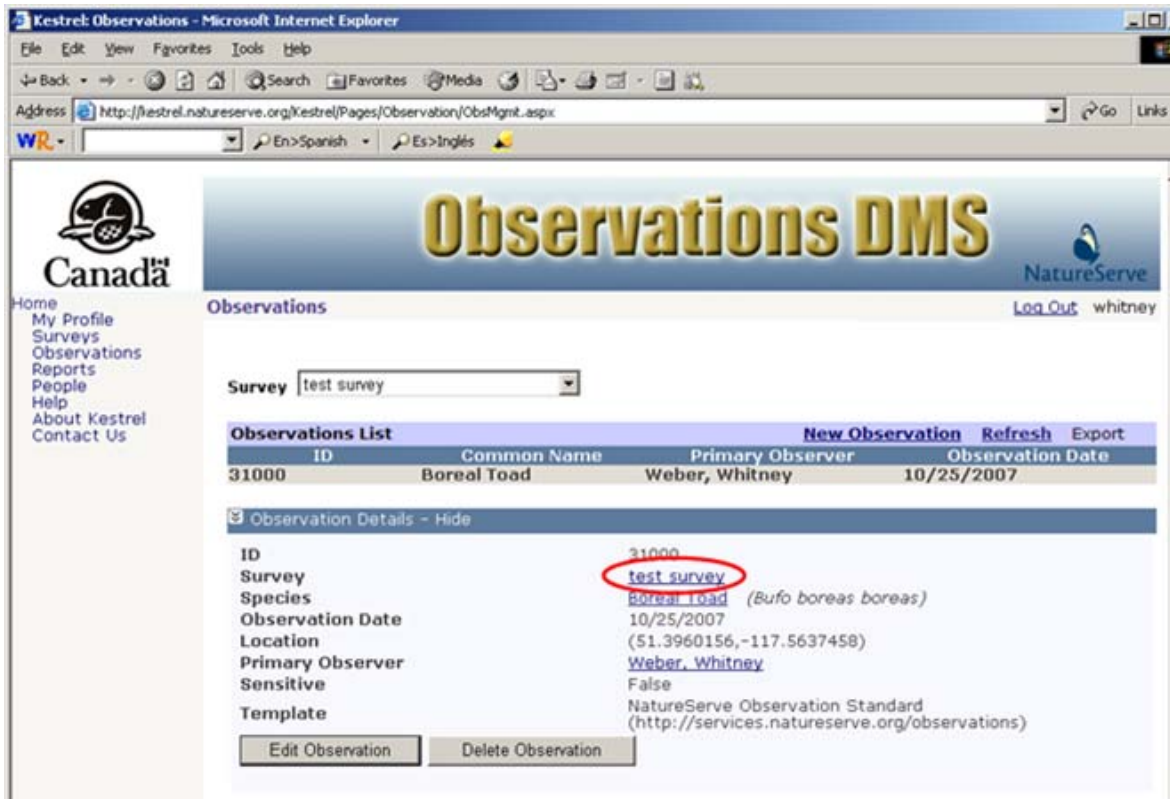 Kestrel: Observations - Microsoft Internet Explorer
File Edit View Favorites Tools Help
Back Search Favorites Media
Address http://kestrel.natureserve.org/Kestrel/Pages/Observation/ObsMgmt.aspx Go Links
WR En>Spanish Es>Inglés
Canada
Observations DMS
NatureServe
Home
My Profile
Surveys
Observations
Reports
People
Help
About Kestrel
Contact Us
Observations Log Out whitney
Survey test survey
Observations List New Observation Refresh Export
ID Common Name Primary Observer Observation Date
31000 Boreal Toad Weber, Whitney 10/25/2007
Observation Details - Hide
ID 31000
Survey test survey
Species Boreal Toad (Bufo boreas boreas)
Observation Date 10/25/2007
Location (51.3960156,-117.5637458)
Primary Observer Weber, Whitney
Sensitive False
Template NatureServe Observation Standard
(http://services.natureserve.org/observations)
Edit Observation Delete Observation